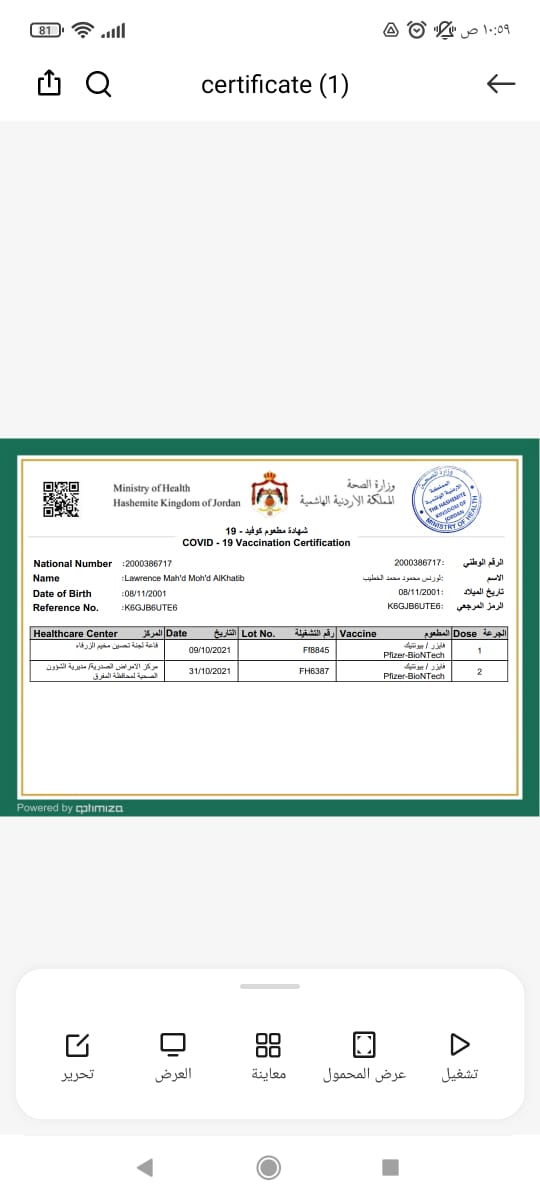 81
١٠:٥٩ ص
certificate (1)
Ministry of Health
Hashemite Kingdom of Jordan
وزارة الصحة
المملكة الأردنية الهاشمية
THE HASHEMITE
KINGDOM OF
JORDAN
MINISTRY OF HEALTH
شهادة مطعوم كوفيد - 19
COVID - 19 Vaccination Certification
National Number :2000386717
2000386717: الرقم الوطني
Name :Lawrence Mah'd Moh'd AlKhatib
الاسم :لورنس محمود محمد الخطيب
Date of Birth :08/11/2001
08/11/2001: تاريخ الميلاد
Reference No. :K6GJB6UTE6
K6GJB6UTE6: الرمز المرجعي
Healthcare Center المركز Date التاريخ Lot No. رقم التشغيلة Vaccine المطعوم Dose الجرعة
قاعة لجنة تحسين مخيم الزرقاء 09/10/2021 Ff8845 فايزر / بيونتيك Pfizer-BioNTech 1
مركز الامراض الصدرية/ مديرية الشؤون الصحية لمحافظة المفرق 31/10/2021 FH6387 فايزر / بيونتيك Pfizer-BioNTech 2
Powered by optimiza
تحرير
العرض
معاينة
عرض المحمول
تشغيل